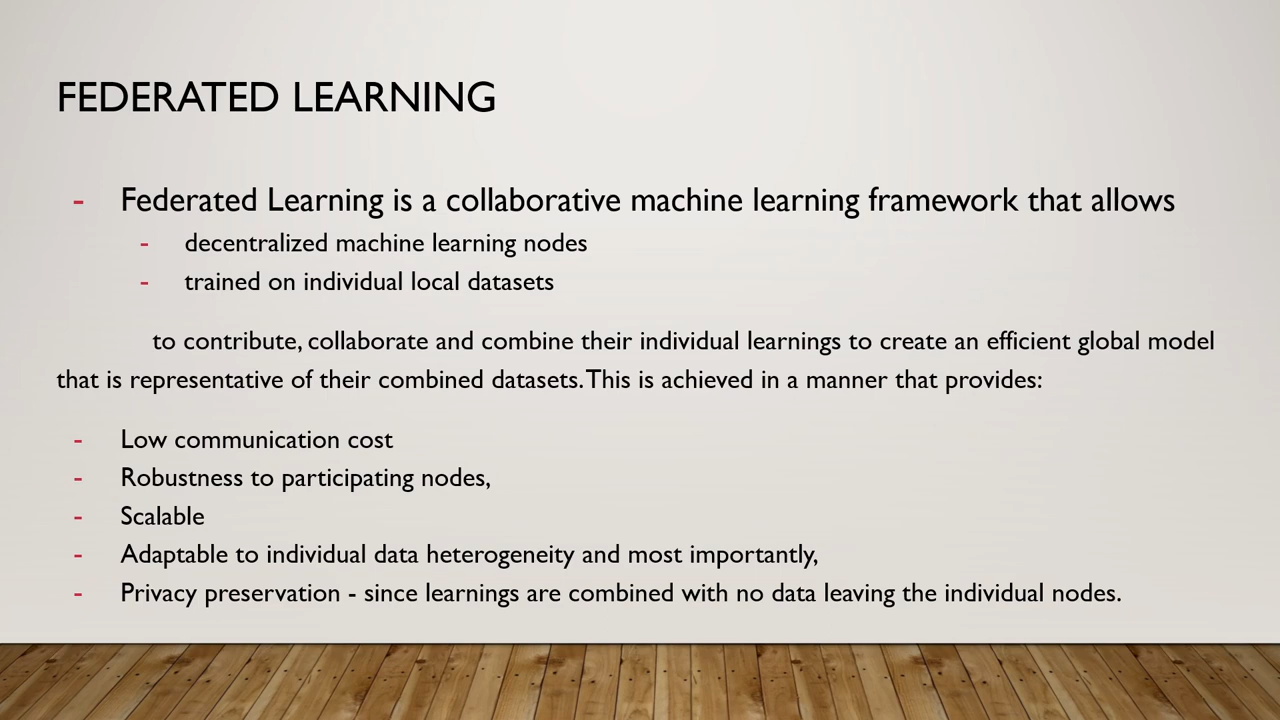 FEDERATED LEARNING
- Federated Learning is a collaborative machine learning framework that allows
- decentralized machine learning nodes
- trained on individual local datasets
to contribute, collaborate and combine their individual learnings to create an efficient global model
that is representative of their combined datasets. This is achieved in a manner that provides:
- Low communication cost
- Robustness to participating nodes,
- Scalable
- Adaptable to individual data heterogeneity and most importantly,
- Privacy preservation - since learnings are combined with no data leaving the individual nodes.